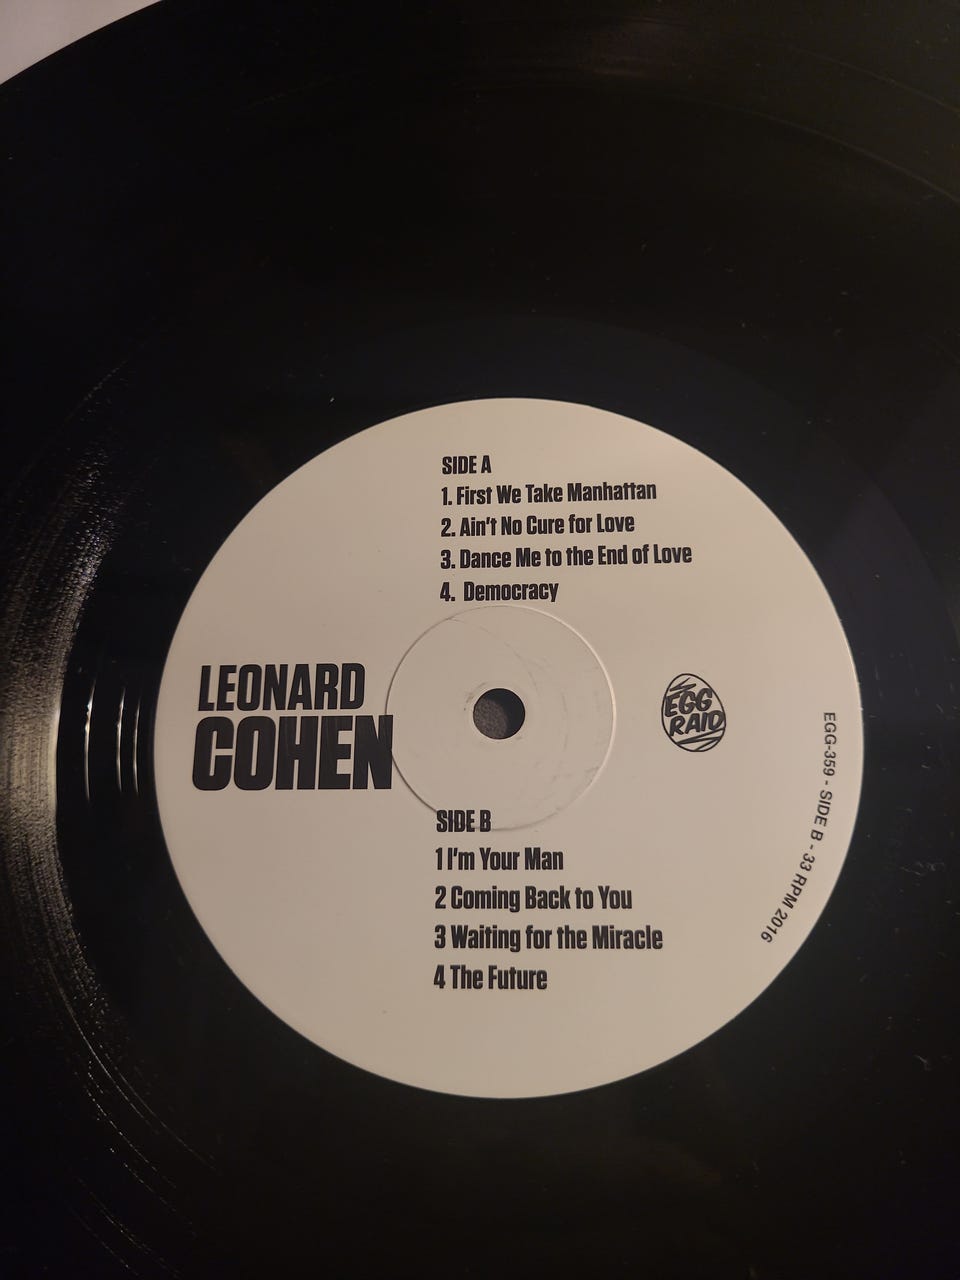 SIDE A
1. First We Take Manhattan
2. Ain't No Cure for Love
3. Dance Me to the End of Love
4. Democracy
LEONARD
COHEN
EGG
RAID
EGG-359 - SIDE B - 33 RPM 2016
SIDE B
1 I'm Your Man
2 Coming Back to You
3 Waiting for the Miracle
4 The Future